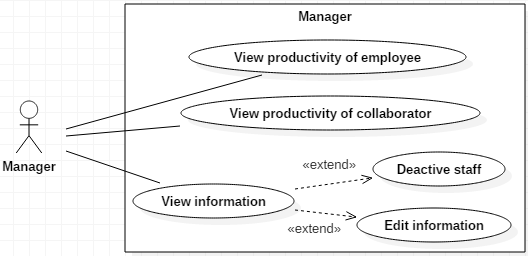 Manager
View productivity of employee
View productivity of collaborator
Manager
«extend»
Deactive staff
View information
«extend»
Edit information